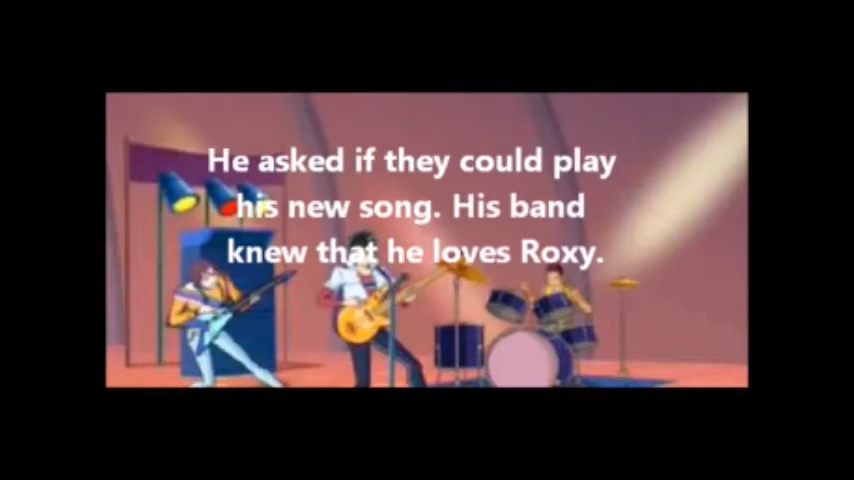 He asked if they could play
his new song. His band
knew that he loves Roxy.